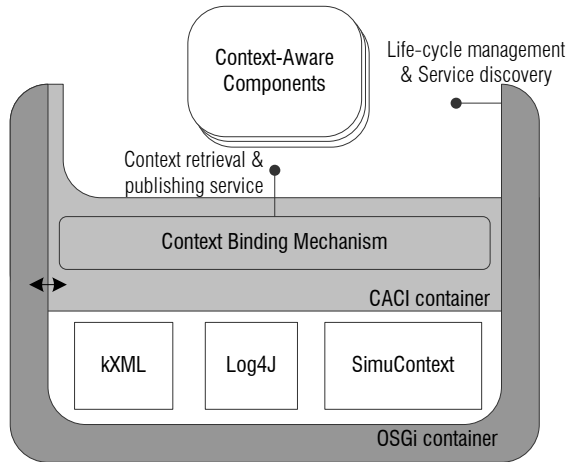 Context-Aware
Components
Life-cycle management
& Service discovery
Context retrieval &
publishing service
Context Binding Mechanism
CACI container
kXML
Log4J
SimuContext
OSGi container